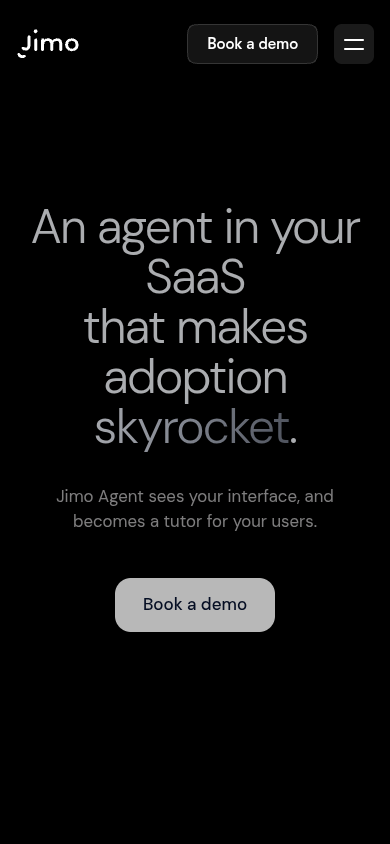 Jimo
Book a demo
An agent in your
SaaS
that makes
adoption
skyrocket.
Jimo Agent sees your interface, and
becomes a tutor for your users.
Book a demo